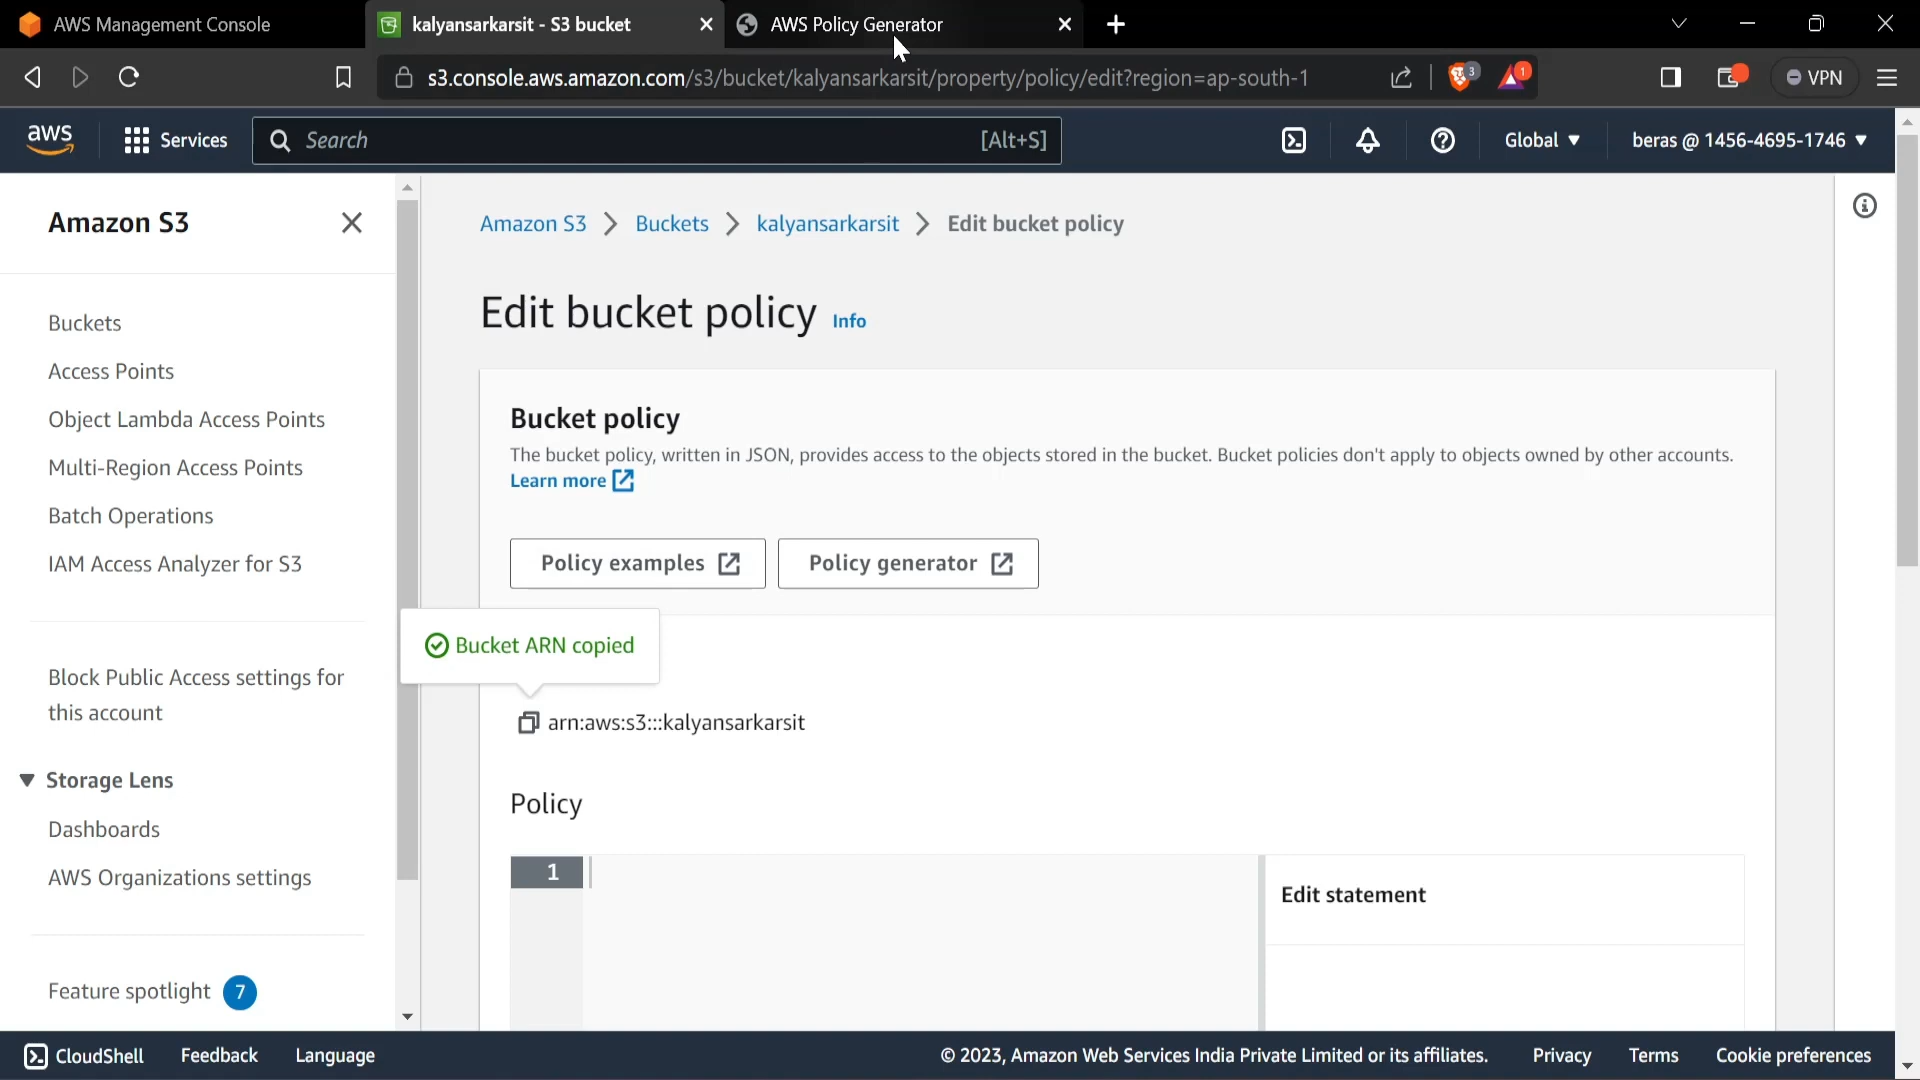 AWS Management Console
kalyansarkarsit - S3 bucket
AWS Policy Generator
s3.console.aws.amazon.com/s3/bucket/kalyansarkarsit/property/policy/edit?region=ap-south-1
3
1
VPN
aws
Services
Search
[Alt+S]
Global
beras @ 1456-4695-1746
Amazon S3
Buckets
Access Points
Object Lambda Access Points
Multi-Region Access Points
Batch Operations
IAM Access Analyzer for S3
Block Public Access settings for
this account
Storage Lens
Dashboards
AWS Organizations settings
Feature spotlight 7
Amazon S3 > Buckets > kalyansarkarsit > Edit bucket policy
Edit bucket policy Info
Bucket policy
The bucket policy, written in JSON, provides access to the objects stored in the bucket. Bucket policies don't apply to objects owned by other accounts.
Learn more
Policy examples
Policy generator
Bucket ARN copied
arn:aws:s3:::kalyansarkarsit
Policy
1
Edit statement
CloudShell
Feedback
Language
© 2023, Amazon Web Services India Private Limited or its affiliates.
Privacy
Terms
Cookie preferences